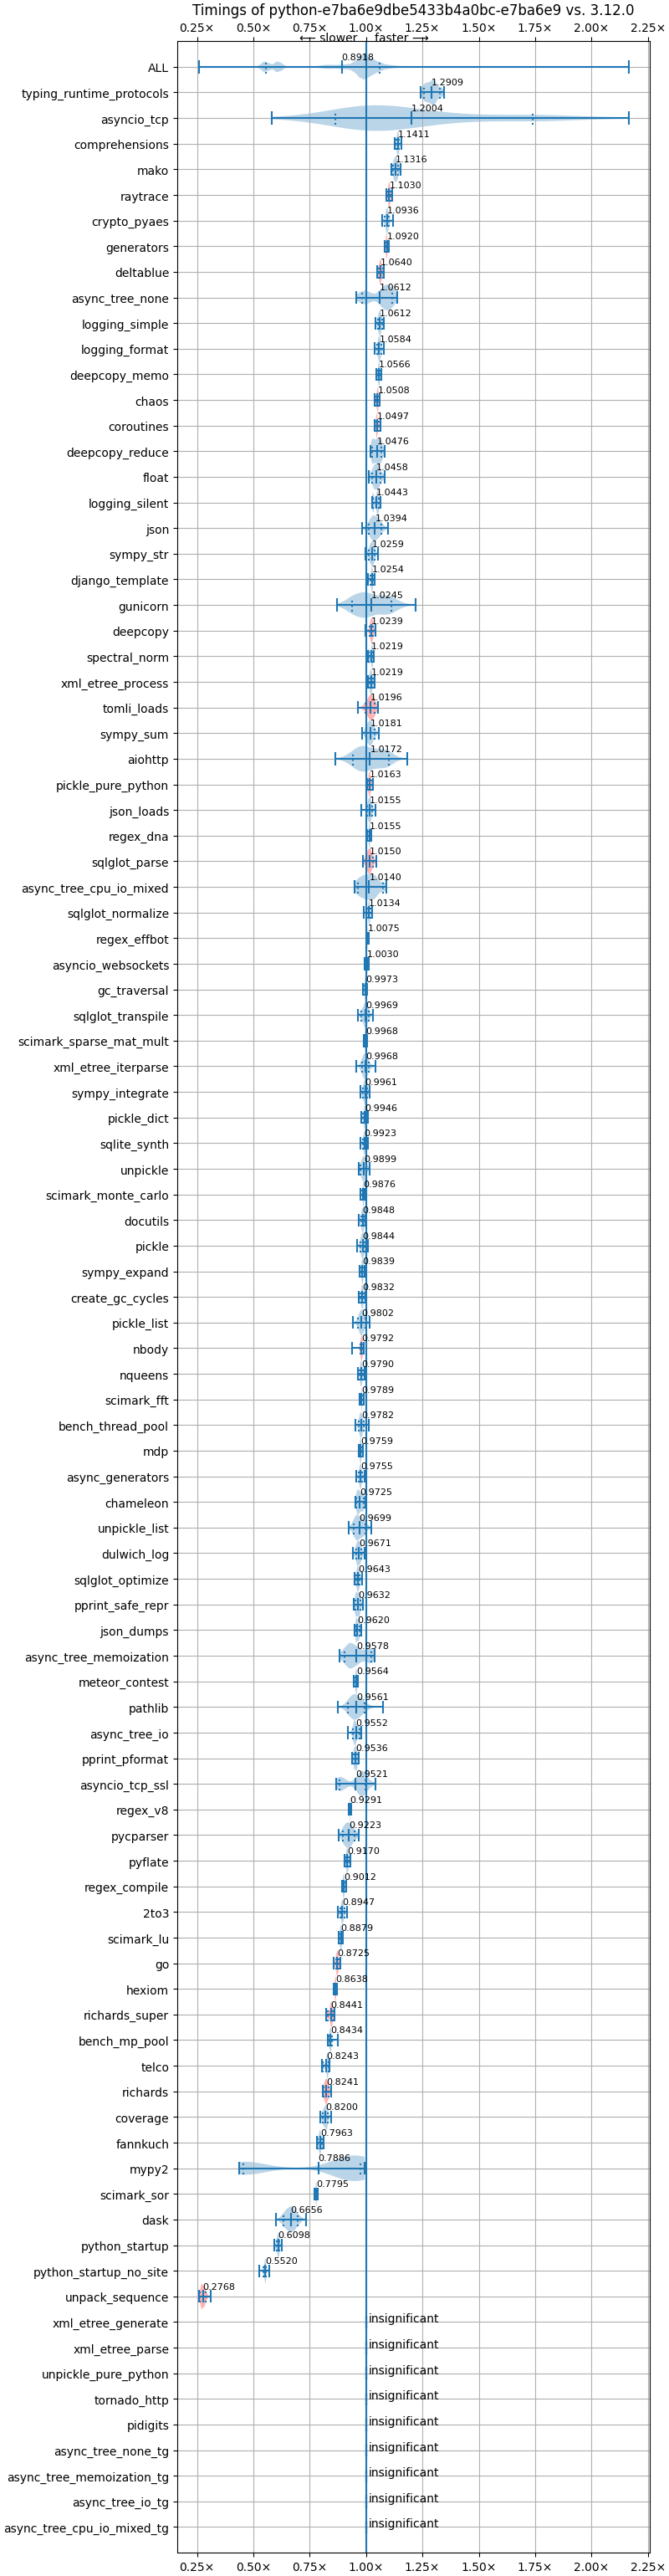 Timings of python-e7ba6e9dbe5433b4a0bc-e7ba6e9 vs. 3.12.0
0.25× 0.50× 0.75× 1.00× 1.25× 1.50× 1.75× 2.00× 2.25×
← slower faster →
ALL 0.8918
typing_runtime_protocols 1.2909
asyncio_tcp 1.2004
comprehensions 1.1411
mako 1.1316
raytrace 1.1030
crypto_pyaes 1.0936
generators 1.0920
deltablue 1.0640
async_tree_none 1.0612
logging_simple 1.0612
logging_format 1.0584
deepcopy_memo 1.0566
chaos 1.0508
coroutines 1.0497
deepcopy_reduce 1.0476
float 1.0458
logging_silent 1.0443
json 1.0394
sympy_str 1.0259
django_template 1.0254
gunicorn 1.0245
deepcopy 1.0239
spectral_norm 1.0219
xml_etree_process 1.0219
tomli_loads 1.0196
sympy_sum 1.0181
aiohttp 1.0172
pickle_pure_python 1.0163
json_loads 1.0155
regex_dna 1.0155
sqlglot_parse 1.0150
async_tree_cpu_io_mixed 1.0140
sqlglot_normalize 1.0134
regex_effbot 1.0075
asyncio_websockets 1.0030
gc_traversal 0.9973
sqlglot_transpile 0.9969
scimark_sparse_mat_mult 0.9968
xml_etree_iterparse 0.9968
sympy_integrate 0.9961
pickle_dict 0.9946
sqlite_synth 0.9923
unpickle 0.9899
scimark_monte_carlo 0.9876
docutils 0.9848
pickle 0.9844
sympy_expand 0.9839
create_gc_cycles 0.9832
pickle_list 0.9802
nbody 0.9792
nqueens 0.9790
scimark_fft 0.9789
bench_thread_pool 0.9782
mdp 0.9759
async_generators 0.9755
chameleon 0.9725
unpickle_list 0.9699
dulwich_log 0.9671
sqlglot_optimize 0.9643
pprint_safe_repr 0.9632
json_dumps 0.9620
async_tree_memoization 0.9578
meteor_contest 0.9564
pathlib 0.9561
async_tree_io 0.9552
pprint_pformat 0.9536
asyncio_tcp_ssl 0.9521
regex_v8 0.9291
pycparser 0.9223
pyflate 0.9170
regex_compile 0.9012
2to3 0.8947
scimark_lu 0.8879
go 0.8725
hexiom 0.8638
richards_super 0.8441
bench_mp_pool 0.8434
telco 0.8243
richards 0.8241
coverage 0.8200
fannkuch 0.7963
mypy2 0.7886
scimark_sor 0.7795
dask 0.6656
python_startup 0.6098
python_startup_no_site 0.5520
unpack_sequence 0.2768
xml_etree_generate insignificant
xml_etree_parse insignificant
unpickle_pure_python insignificant
tornado_http insignificant
pidigits insignificant
async_tree_none_tg insignificant
async_tree_memoization_tg insignificant
async_tree_io_tg insignificant
async_tree_cpu_io_mixed_tg insignificant
0.25× 0.50× 0.75× 1.00× 1.25× 1.50× 1.75× 2.00× 2.25×